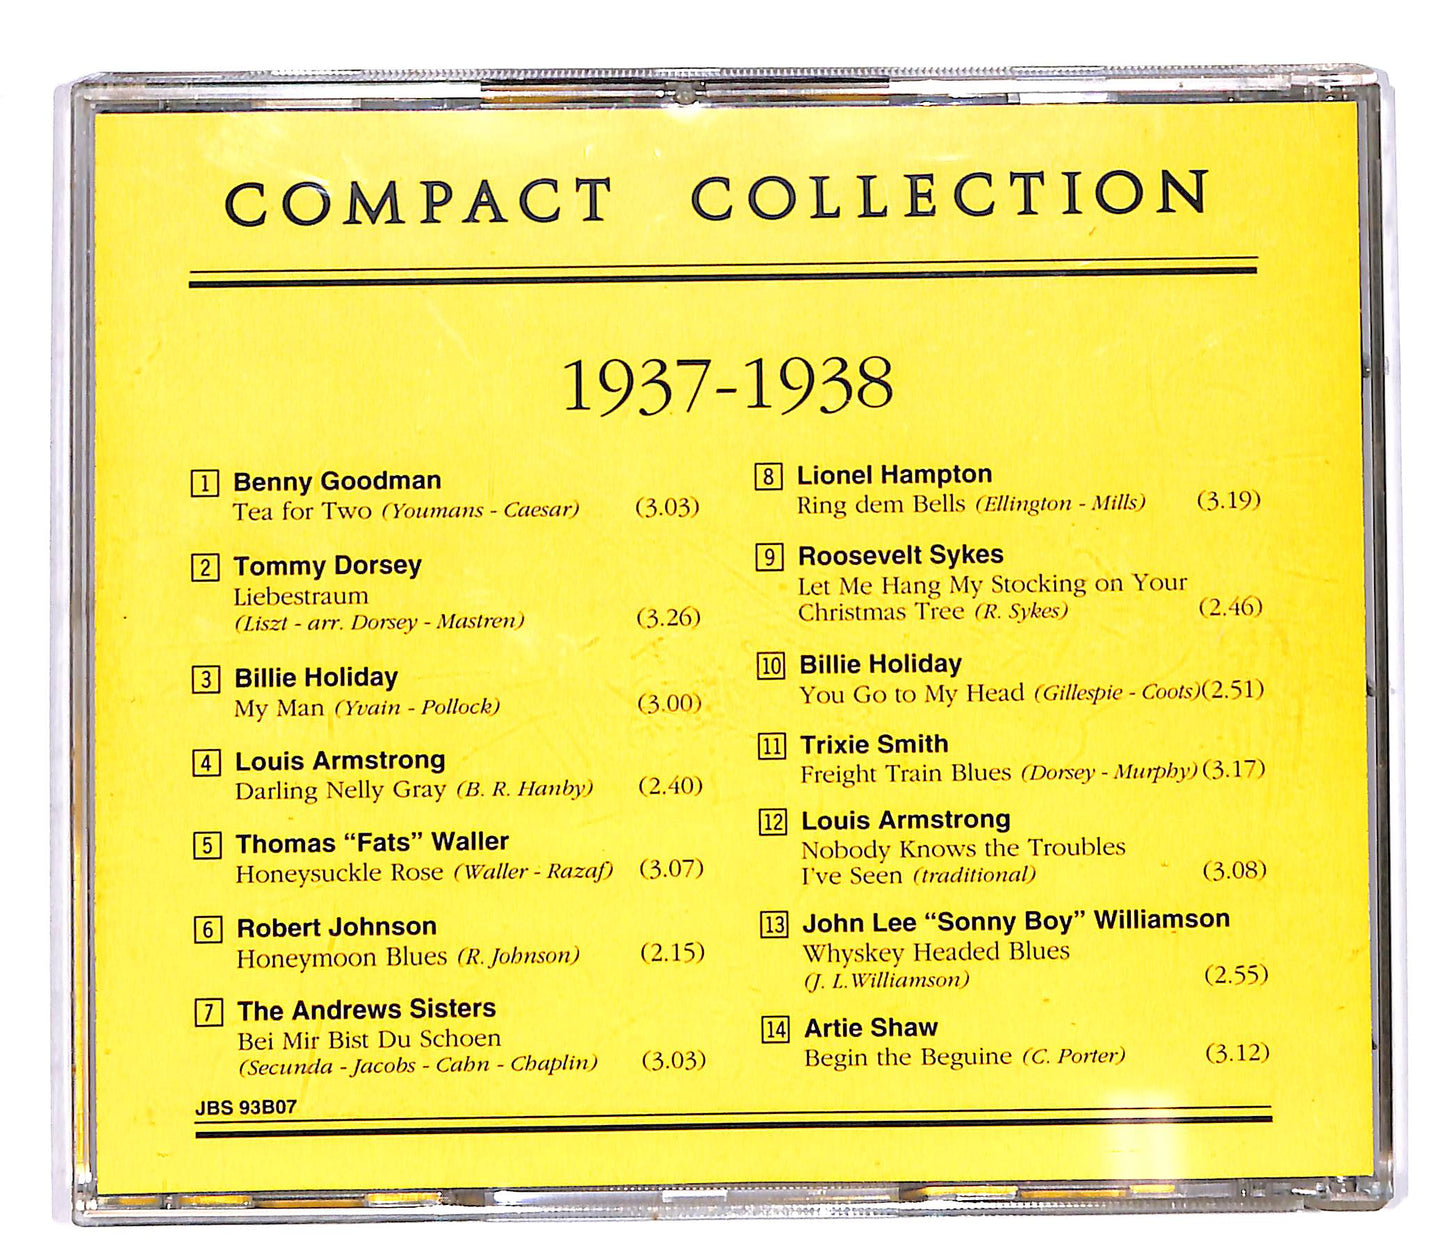 COMPACT COLLECTION
1937-1938
1 Benny Goodman
Tea for Two (Youmans - Caesar) (3.03)
2 Tommy Dorsey
Liebestraum
(Liszt - arr. Dorsey - Mastren) (3.26)
3 Billie Holiday
My Man (Yvain - Pollock) (3.00)
4 Louis Armstrong
Darling Nelly Gray (B. R. Hanby) (2.40)
5 Thomas “Fats” Waller
Honeysuckle Rose (Waller - Razaf) (3.07)
6 Robert Johnson
Honeymoon Blues (R. Johnson) (2.15)
7 The Andrews Sisters
Bei Mir Bist Du Schoen
(Secunda - Jacobs - Cahn - Chaplin) (3.03)
JBS 93B07
8 Lionel Hampton
Ring dem Bells (Ellington - Mills) (3.19)
9 Roosevelt Sykes
Let Me Hang My Stocking on Your
Christmas Tree (R. Sykes) (2.46)
10 Billie Holiday
You Go to My Head (Gillespie - Coots) (2.51)
11 Trixie Smith
Freight Train Blues (Dorsey - Murphy) (3.17)
12 Louis Armstrong
Nobody Knows the Troubles
I've Seen (traditional) (3.08)
13 John Lee “Sonny Boy” Williamson
Whyskey Headed Blues
(J. L. Williamson) (2.55)
14 Artie Shaw
Begin the Beguine (C. Porter) (3.12)